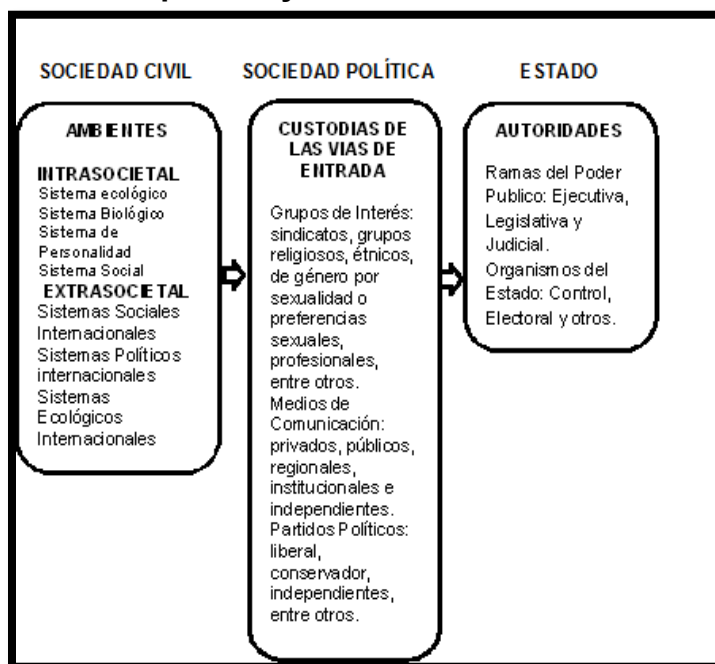 SOCIEDAD CIVIL
AMBIENTES
INTRASOCIETAL
Sistema ecológico
Sistema Biológico
Sistema de
Personalidad
Sistema Social
EXTRASOCIETAL
Sistemas Sociales
Internacionales
Sistemas Políticos
internacionales
Sistemas
Ecológicos
Internacionales
SOCIEDAD POLÍTICA
CUSTODIAS DE
LAS VIAS DE
ENTRADA
Grupos de Interés:
sindicatos, grupos
religiosos, étnicos,
de género por
sexualidad o
preferencias
sexuales,
profesionales,
entre otros.
Medios de
Comunicación:
privados, públicos,
regionales,
institucionales e
independientes.
Partidos Políticos:
liberal,
conservador,
independientes,
entre otros.
ESTADO
AUTORIDADES
Ramas del Poder
Publico: Ejecutiva,
Legislativa y
Judicial.
Organismos del
Estado: Control,
Electoral y otros.